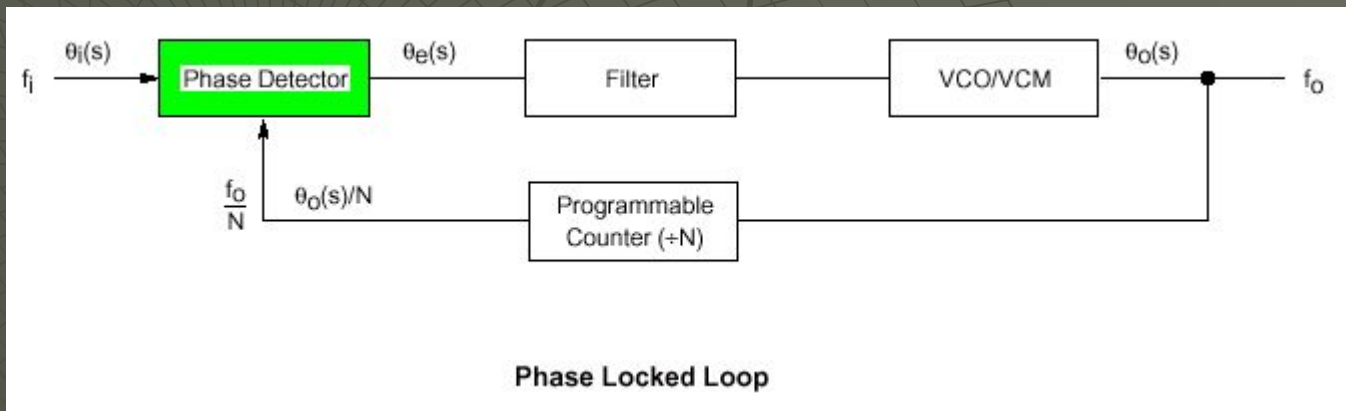 fi
θi(s)
Phase Detector
θe(s)
Filter
VCO/VCM
θo(s)
fo
fo
N
θo(s)/N
Programmable
Counter (÷N)
Phase Locked Loop